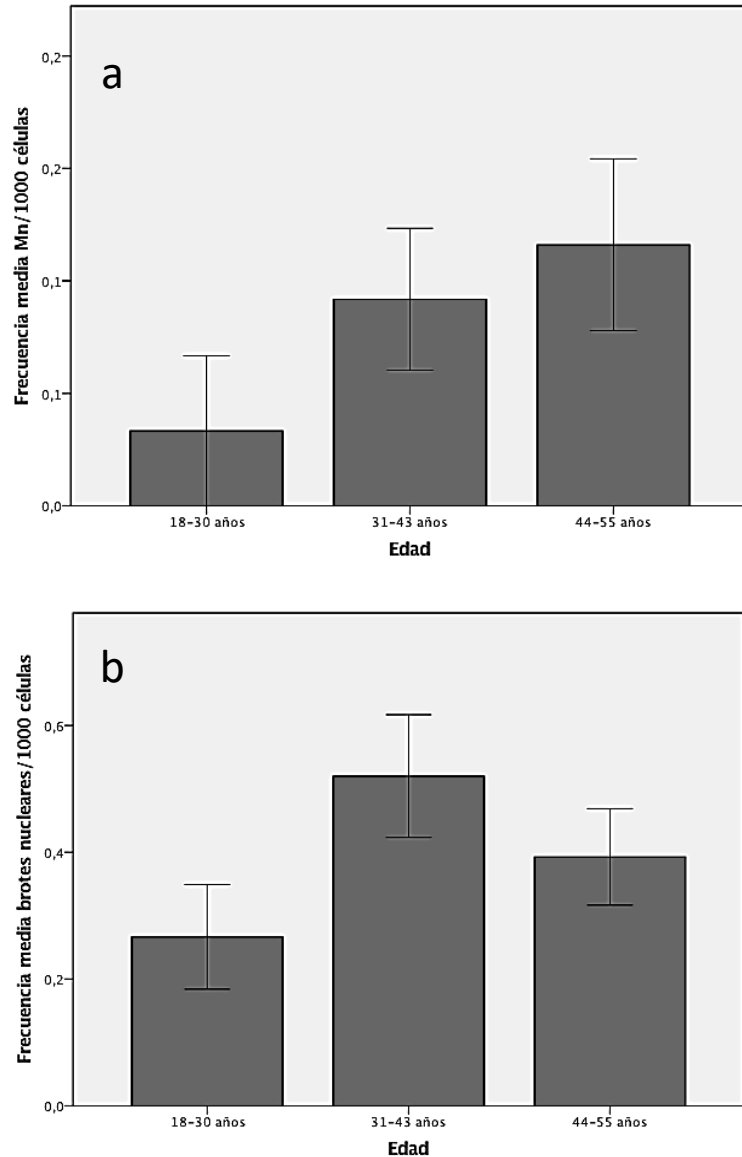 a
Frecuencia media Mn/1000 células
0,2
0,2
0,1
0,1
0,0
18-30 años
31-43 años
44-55 años
Edad
b
Frecuencia media brotes nucleares/1000 células
0,6
0,4
0,2
0,0
18-30 años
31-43 años
44-55 años
Edad